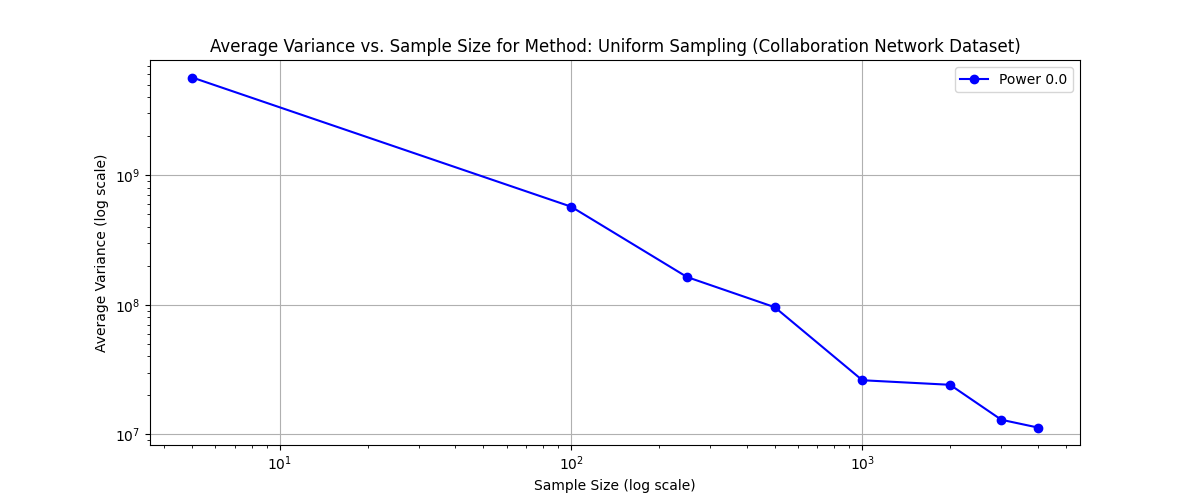 Average Variance vs. Sample Size for Method: Uniform Sampling (Collaboration Network Dataset)
Power 0.0
Average Variance (log scale)
10⁹
10⁸
10⁷
10¹ 10² 10³
Sample Size (log scale)